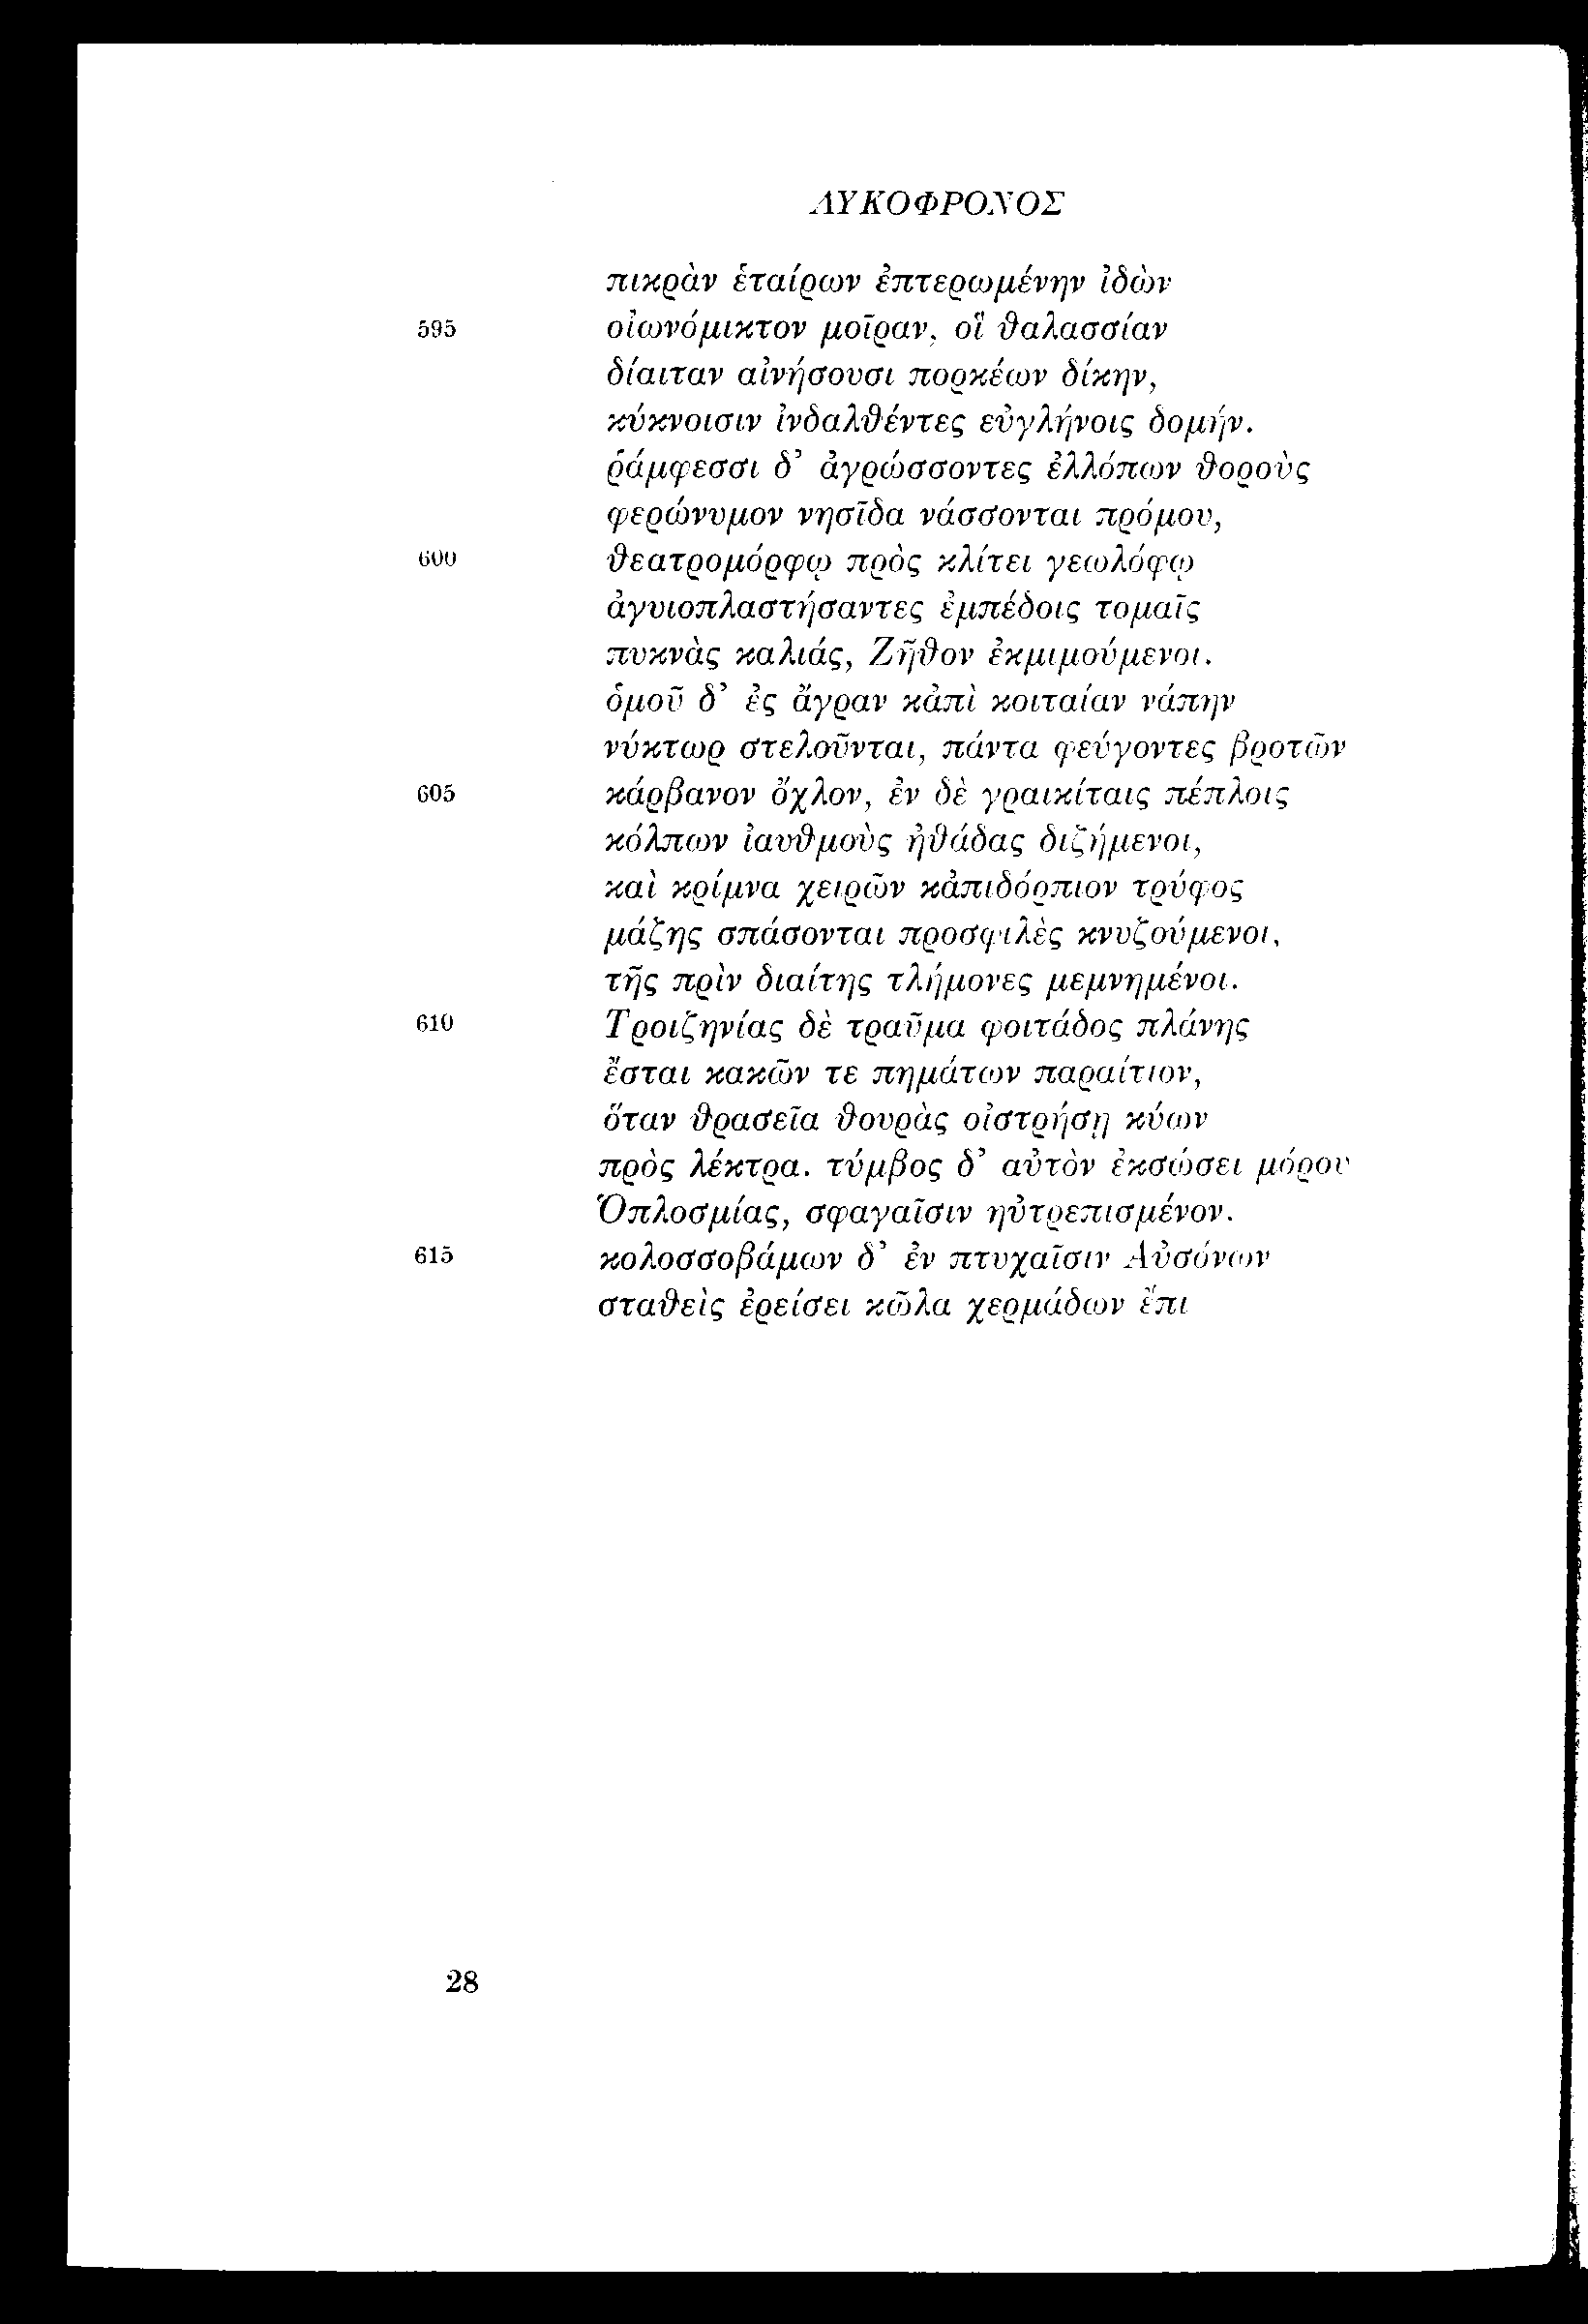 ΛΥΚΟΦΡΟΝΟΣ
πικρὰν ἑταίρων ἐπτερωμένην ἰδὼν
595 οἰωνόμικτον μοῖραν, οἳ θαλασσίαν
δίαιταν αἰνήσουσι πορκέων δίκην,
κύκνοισιν ἰνδαλθέντες εὐγλήνοις δομήν.
ῥάμφεσσι δ’ ἀγρώσσοντες ἐλλόπων θοροὺς
φερώνυμον νησῖδα νάσσονται πρόμου,
600 θεατρομόρφῳ πρὸς κλίτει γεωλόφῳ
ἀγυιοπλαστήσαντες ἐμπέδοις τομαῖς
πυκνὰς καλιάς, Ζῆθον ἐκμιμούμενοι.
ὁμοῦ δ’ ἐς ἄγραν κἀπὶ κοιταίαν νάπην
νύκτωρ στελοῦνται, πάντα φεύγοντες βροτῶν
605 κάρβανον ὄχλον, ἐν δὲ γραικίταις πέπλοις
κόλπων ἰαυθμοὺς ἠθάδας διζήμενοι,
καὶ κρίμνα χειρῶν κἀπιδόρπιον τρύφος
μάζης σπάσονται προσφιλὲς κνυζούμενοι,
τῆς πρὶν διαίτης τλήμονες μεμνημένοι.
610 Τροιζηνίας δὲ τραῦμα φοιτάδος πλάνης
ἔσται κακῶν τε πημάτων παραίτιον,
ὅταν θρασεῖα θουρὰς οἰστρήσῃ κύων
πρὸς λέκτρα. τύμβος δ’ αὐτὸν ἐκσώσει μόρου
Ὁπλοσμίας, σφαγαῖσιν ηὐτρεπισμένον.
615 κολοσσοβάμων δ’ ἐν πτυχαῖσιν Αὐσόνων
σταθεὶς ἐρείσει κῶλα χερμάδων ἔπι
28